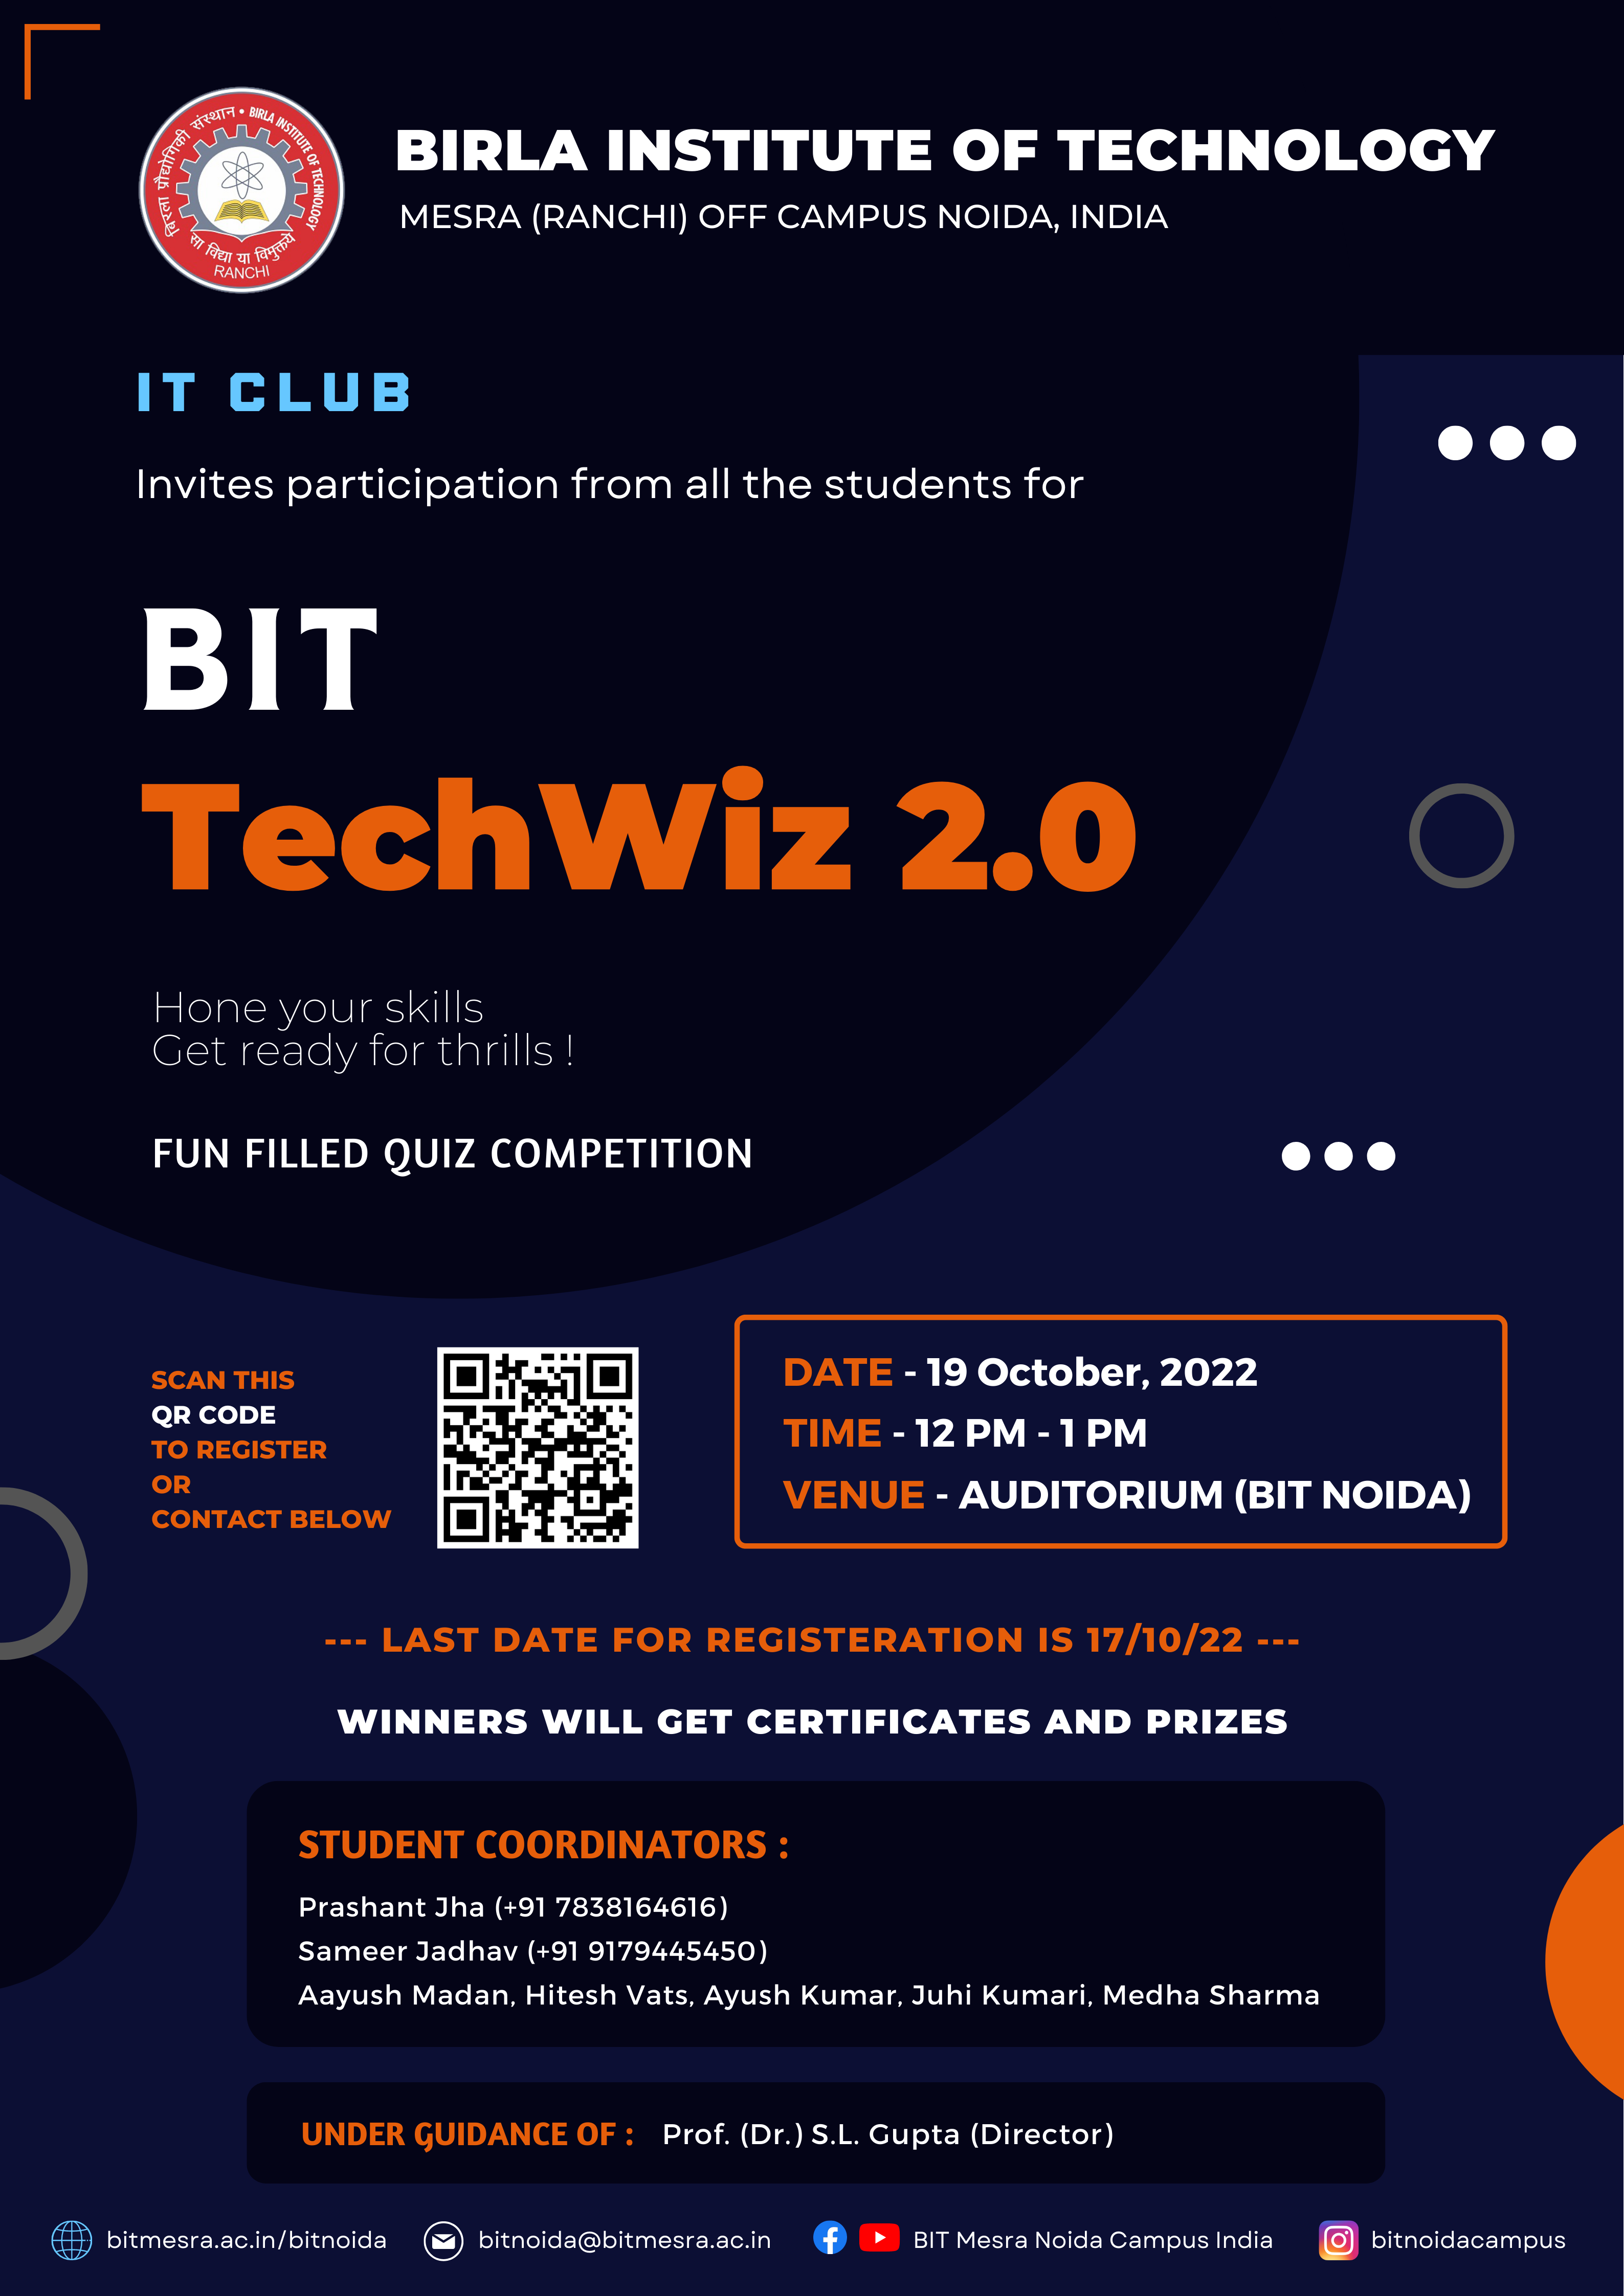 बिरला प्रौद्योगिकी संस्थान • BIRLA INSTITUTE OF TECHNOLOGY
सा विद्या या विमुक्तये
RANCHI
BIRLA INSTITUTE OF TECHNOLOGY
MESRA (RANCHI) OFF CAMPUS NOIDA, INDIA
IT CLUB
Invites participation from all the students for
BIT
TechWiz 2.0
Hone your skills
Get ready for thrills !
FUN FILLED QUIZ COMPETITION
SCAN THIS
QR CODE
TO REGISTER
OR
CONTACT BELOW
DATE - 19 October, 2022
TIME - 12 PM - 1 PM
VENUE - AUDITORIUM (BIT NOIDA)
--- LAST DATE FOR REGISTERATION IS 17/10/22 ---
WINNERS WILL GET CERTIFICATES AND PRIZES
STUDENT COORDINATORS :
Prashant Jha (+91 7838164616)
Sameer Jadhav (+91 9179445450)
Aayush Madan, Hitesh Vats, Ayush Kumar, Juhi Kumari, Medha Sharma
UNDER GUIDANCE OF : Prof. (Dr.) S.L. Gupta (Director)
bitmesra.ac.in/bitnoida bitnoida@bitmesra.ac.in BIT Mesra Noida Campus India bitnoidacampus